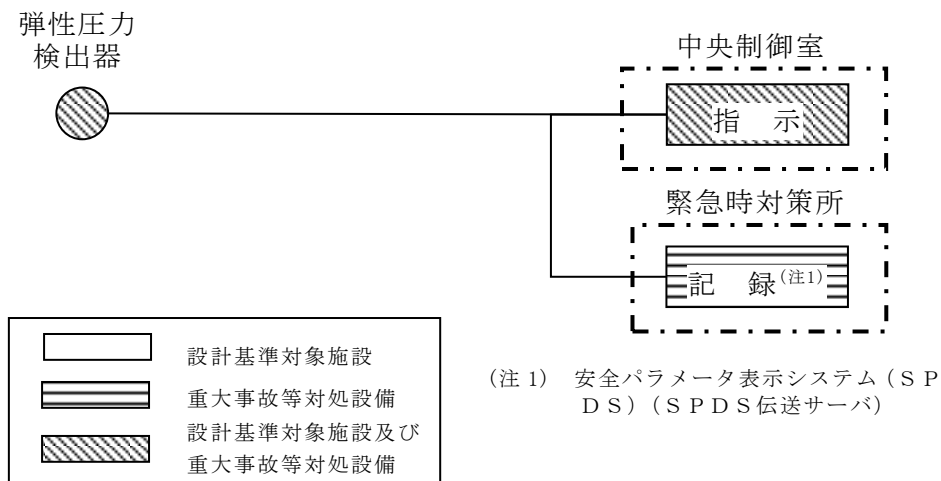 弾性圧力
検出器
中央制御室
指 示
緊急時対策所
記 録(注1)
設計基準対象施設
重大事故等対処設備
設計基準対象施設及び
重大事故等対処設備
(注 1) 安全パラメータ表示システム(SP
DS)(SPDS伝送サーバ)